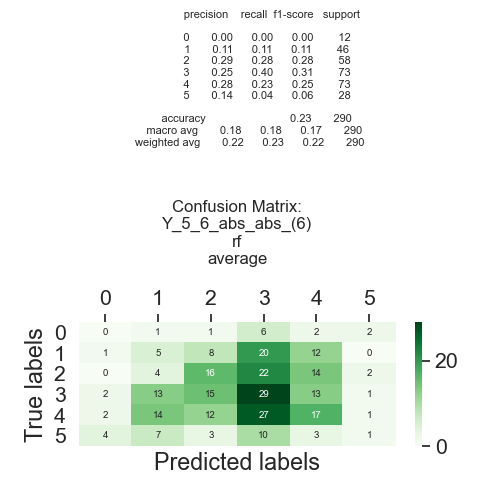 precision recall f1-score support
0 0.00 0.00 0.00 12
1 0.11 0.11 0.11 46
2 0.29 0.28 0.28 58
3 0.25 0.40 0.31 73
4 0.28 0.23 0.25 73
5 0.14 0.04 0.06 28
accuracy 0.23 290
macro avg 0.18 0.18 0.17 290
weighted avg 0.22 0.23 0.22 290
Confusion Matrix:
Y_5_6_abs_abs_(6)
rf
average
0 1 2 3 4 5
0 0 1 1 6 2 2
1 1 5 8 20 12 0
2 0 4 16 22 14 2
3 2 13 15 29 13 1
4 2 14 12 27 17 1
5 4 7 3 10 3 1
True labels
Predicted labels
20
0